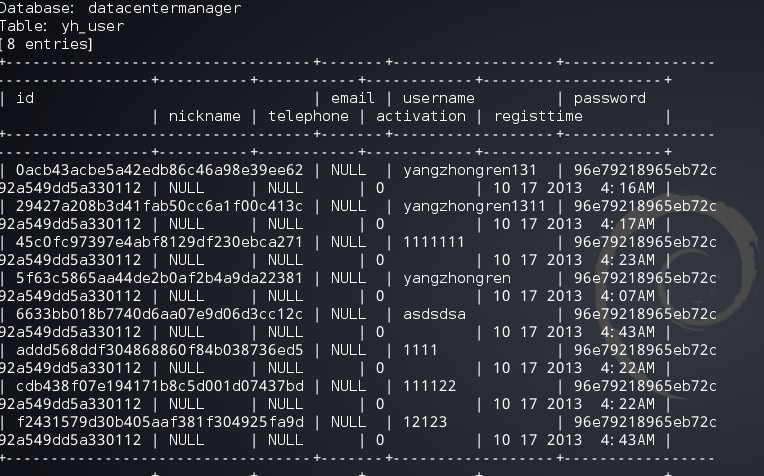 Database: datacentermanager
Table: yh_user
[8 entries]
+----------------------------------+-------+-------------------+-----------------
-----------------+----------+-----------+------------+--------------------+
| id | email | username | password
| nickname | telephone | activation | registtime |
+----------------------------------+-------+-------------------+-----------------
-----------------+----------+-----------+------------+--------------------+
| 0acb43acbe5a42edb86c46a98e39ee62 | NULL | yangzhongren131 | 96e79218965eb72c
92a549dd5a330112 | NULL | NULL | 0 | 10 17 2013 4:16AM |
| 29427a208b3d41fab50cc6a1f00c413c | NULL | yangzhongren1311 | 96e79218965eb72c
92a549dd5a330112 | NULL | NULL | 0 | 10 17 2013 4:17AM |
| 45c0fc97397e4abf8129df230ebca271 | NULL | 1111111 | 96e79218965eb72c
92a549dd5a330112 | NULL | NULL | 0 | 10 17 2013 4:23AM |
| 5f63c5865aa44de2b0af2b4a9da22381 | NULL | yangzhongren | 96e79218965eb72c
92a549dd5a330112 | NULL | NULL | 0 | 10 17 2013 4:07AM |
| 6633bb018b7740d6aa07e9d06d3cc12c | NULL | asdsdsa | 96e79218965eb72c
92a549dd5a330112 | NULL | NULL | 0 | 10 17 2013 4:43AM |
| addd568ddf304868860f84b038736ed5 | NULL | 1111 | 96e79218965eb72c
92a549dd5a330112 | NULL | NULL | 0 | 10 17 2013 4:22AM |
| cdb438f07e194171b8c5d001d07437bd | NULL | 111122 | 96e79218965eb72c
92a549dd5a330112 | NULL | NULL | 0 | 10 17 2013 4:22AM |
| f2431579d30b405aaf381f304925fa9d | NULL | 12123 | 96e79218965eb72c
92a549dd5a330112 | NULL | NULL | 0 | 10 17 2013 4:43AM |
+----------------------------------+-------+-------------------+-----------------